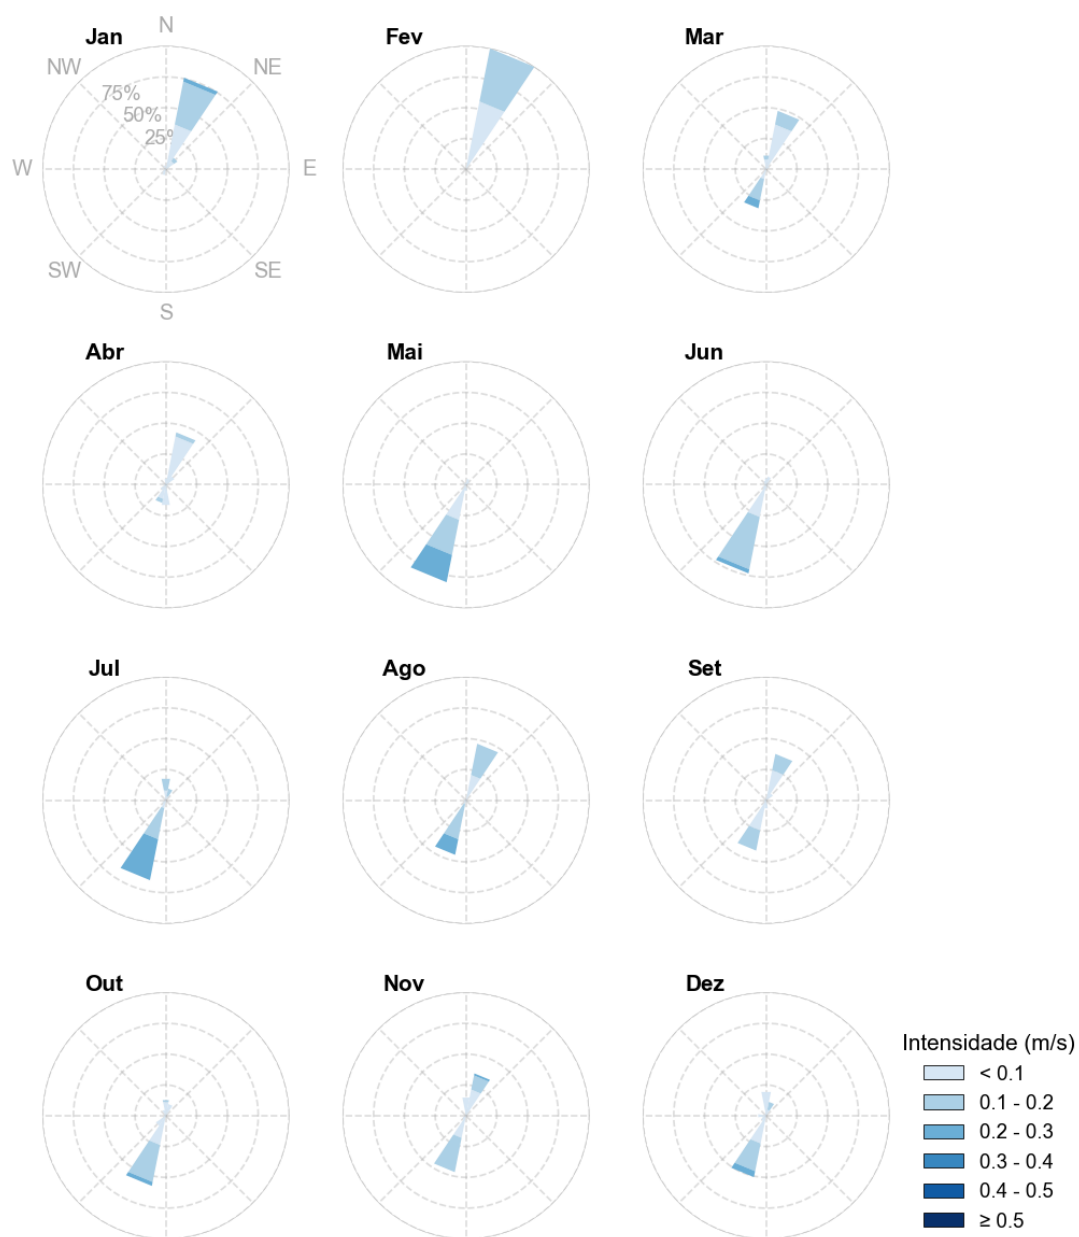 Jan
N
Fev
Mar
NW
NE
75%
50%
25%
W
E
SW
SE
S
Abr
Mai
Jun
Jul
Ago
Set
Out
Nov
Dez
Intensidade (m/s)
< 0.1
0.1 - 0.2
0.2 - 0.3
0.3 - 0.4
0.4 - 0.5
≥ 0.5